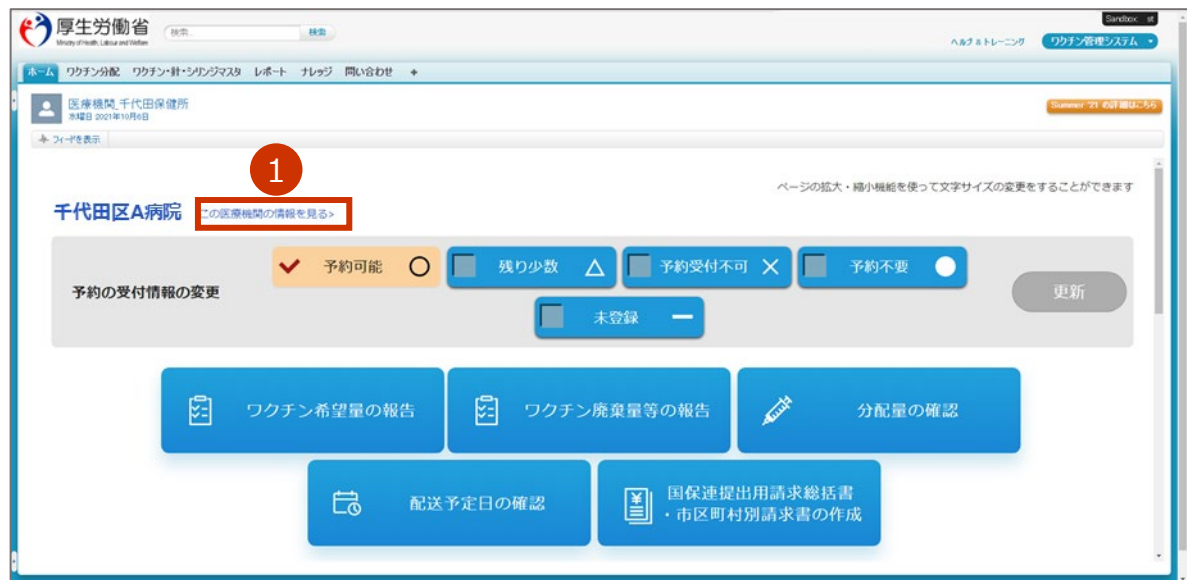 Sandbox st
厚生労働省
Ministry of Health, Labour and Welfare
検索...
検索
ヘルプ & トレーニング
ワクチン管理システム
ホーム ワクチン分配 ワクチン・針・シリンジマスタ レポート ナレッジ 問い合わせ +
医療機関_千代田保健所
水曜日 2021年10月6日
Summer '21 の詳細はこちら
フィードを表示
1
ページの拡大・縮小機能を使って文字サイズの変更をすることができます
千代田区A病院 この医療機関の情報を見る>
予約の受付情報の変更
予約可能 ○
残り少数 △
予約受付不可 ×
予約不要 ●
未登録 ー
更新
ワクチン希望量の報告
ワクチン廃棄量等の報告
分配量の確認
配送予定日の確認
国保連提出用請求総括書
・市区町村別請求書の作成